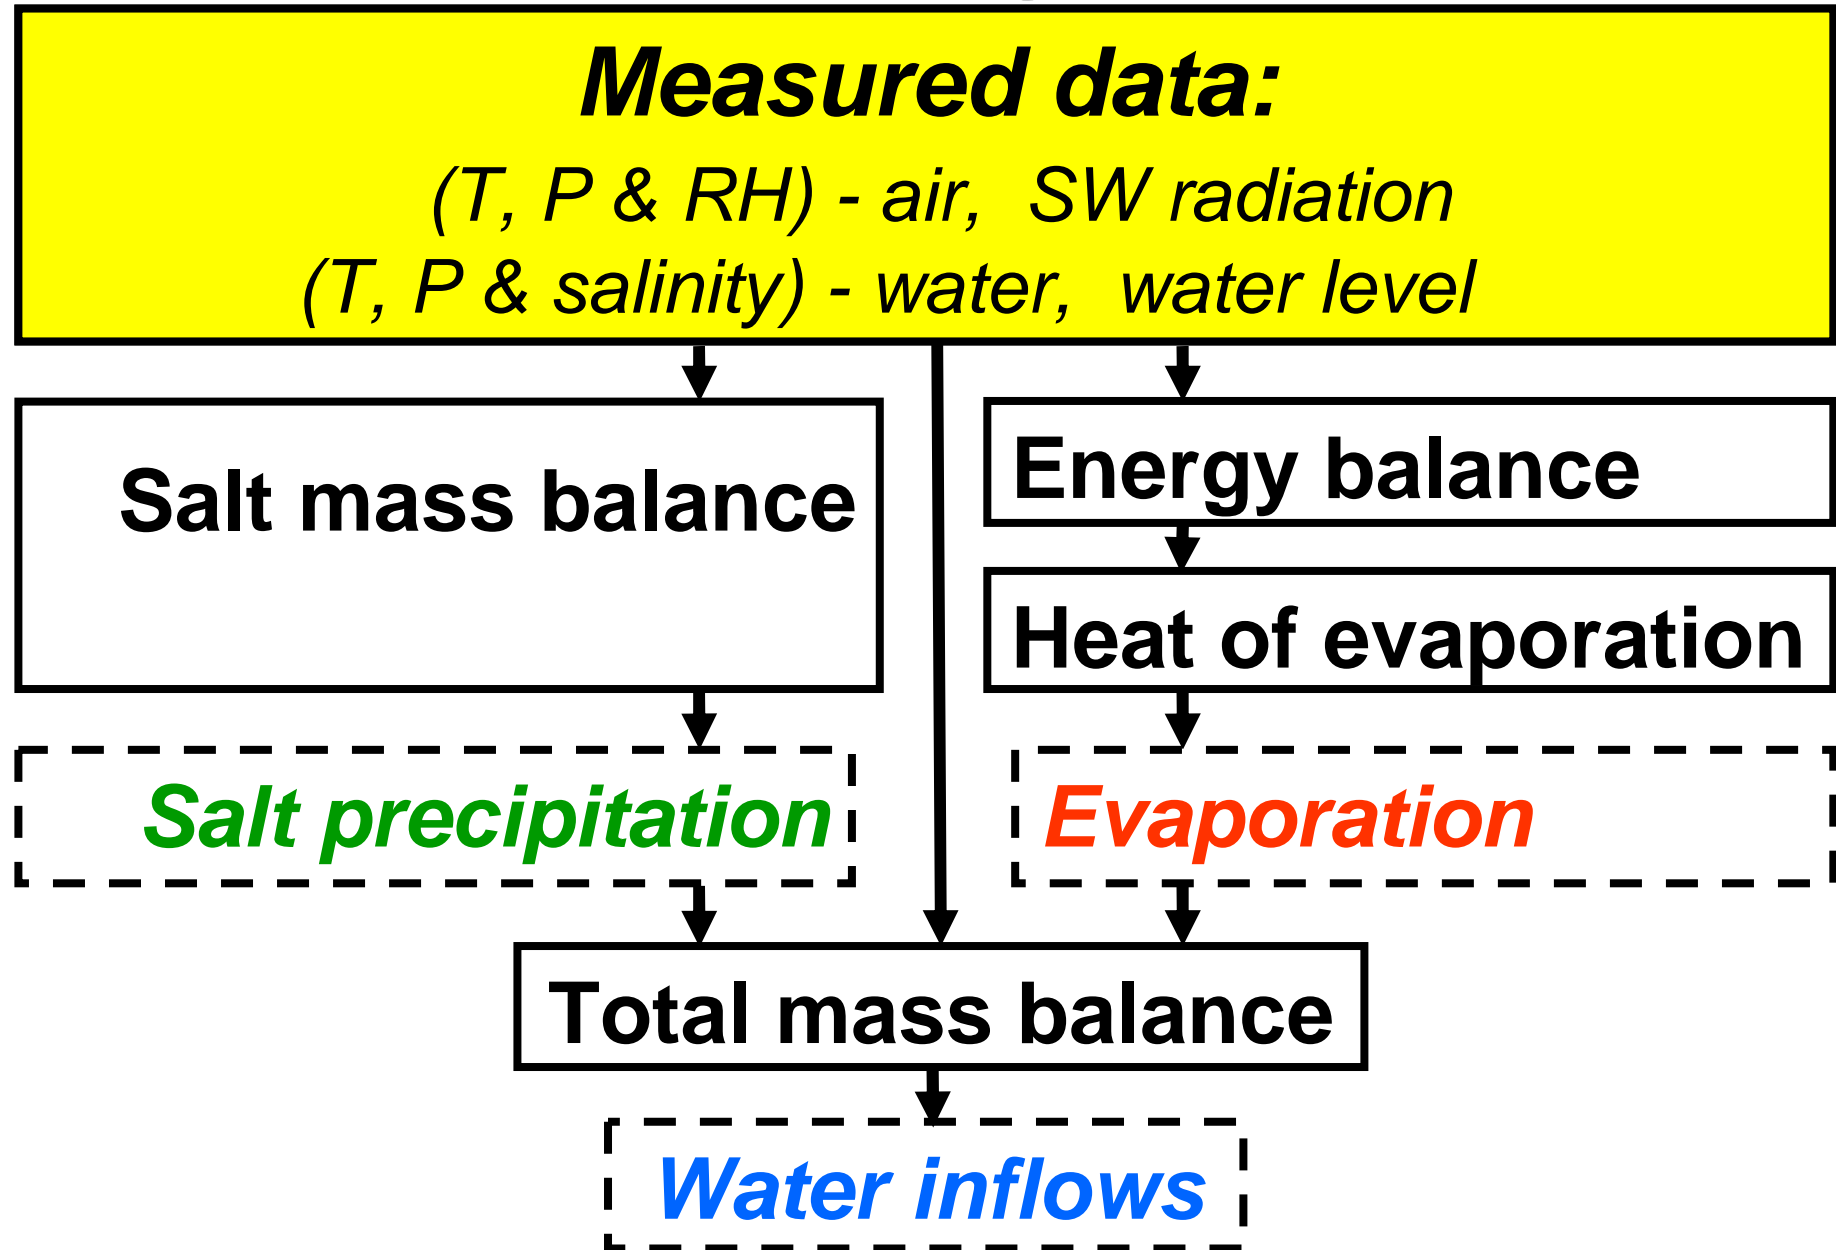 Measured data:
(T, P & RH) - air, SW radiation
(T, P & salinity) - water, water level
Salt mass balance
Energy balance
Heat of evaporation
Salt precipitation
Evaporation
Total mass balance
Water inflows